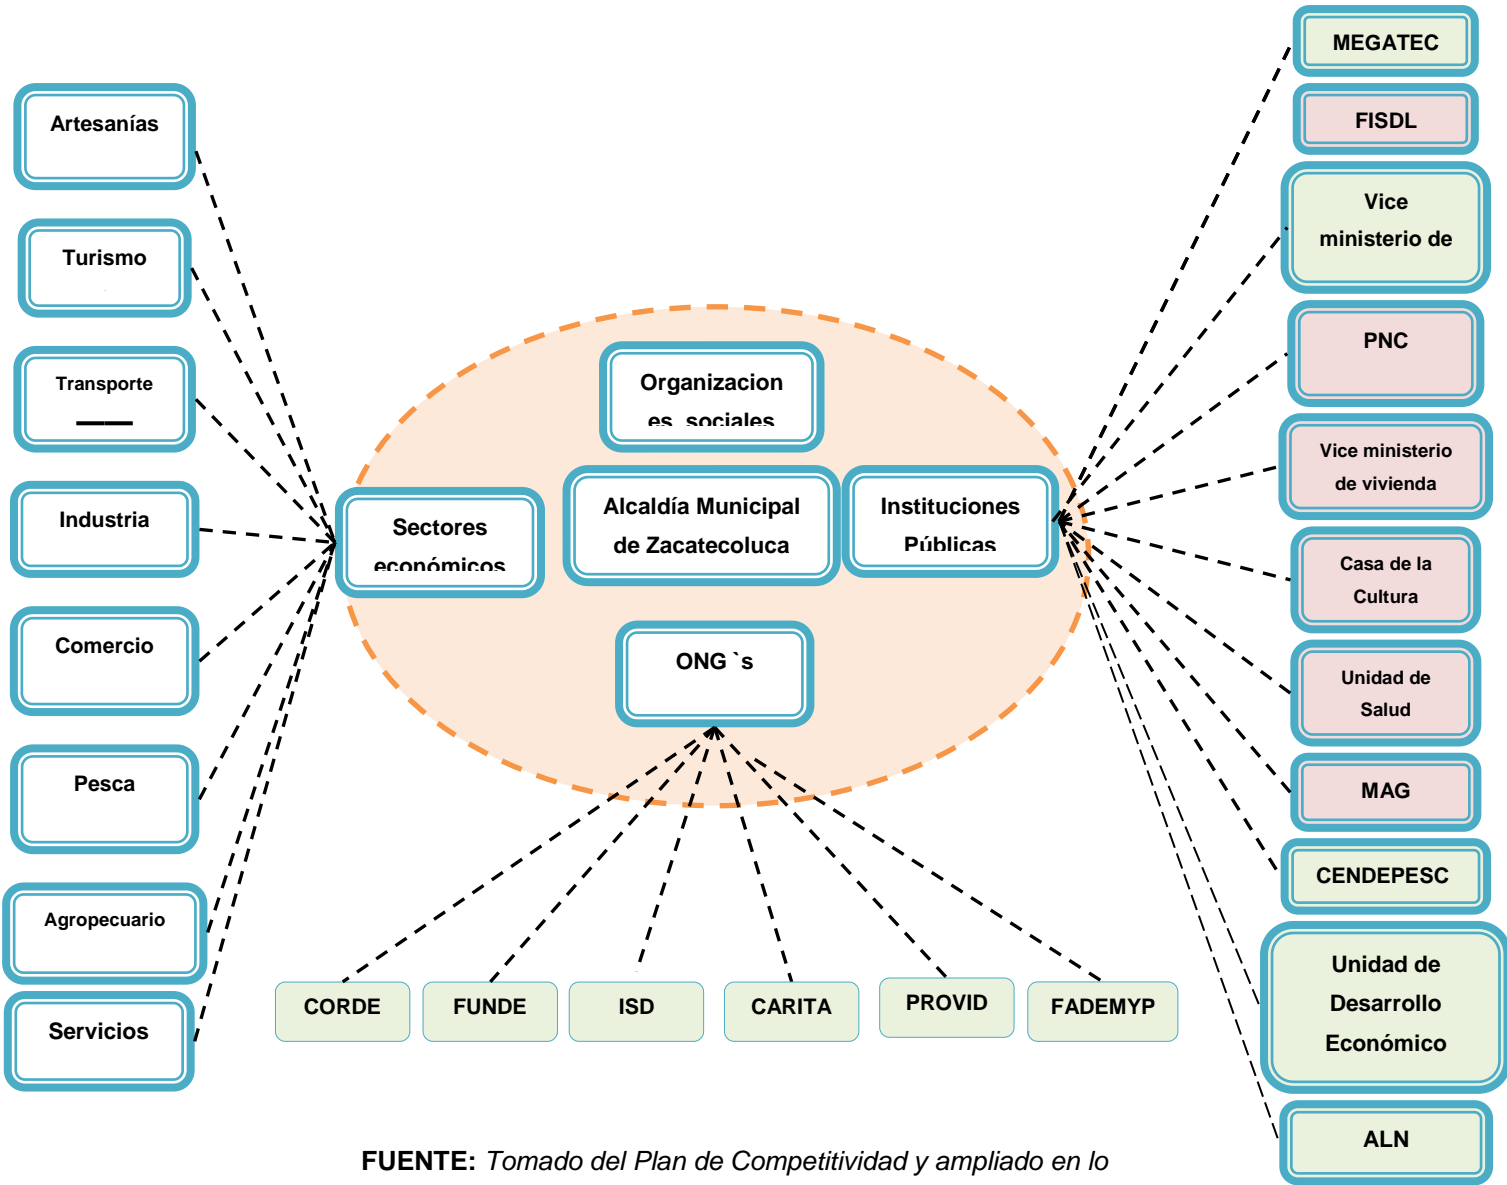 Artesanías
Turismo
Transporte
Industria
Comercio
Pesca
Agropecuario
Servicios
Organizacion
es sociales
Sectores
económicos
Alcaldía Municipal
de Zacatecoluca
Instituciones
Públicas
ONG `s
CORDE
FUNDE
ISD
CARITA
PROVID
FADEMYP
MEGATEC
FISDL
Vice
ministerio de
PNC
Vice ministerio
de vivienda
Casa de la
Cultura
Unidad de
Salud
MAG
CENDEPESC
Unidad de
Desarrollo
Económico
ALN
FUENTE: Tomado del Plan de Competitividad y ampliado en lo